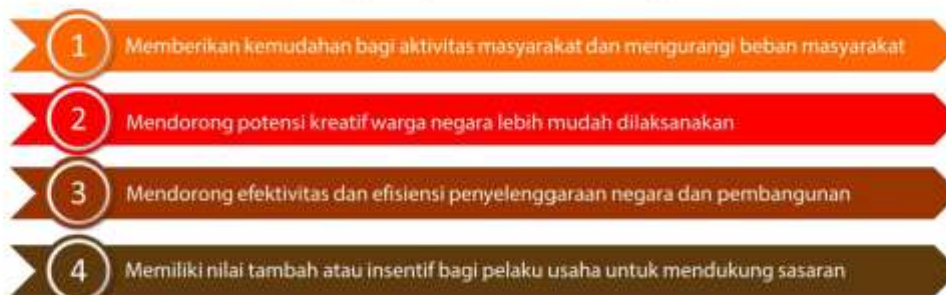 1 Memberikan kemudahan bagi aktivitas masyarakat dan mengurangi beban masyarakat
2 Mendorong potensi kreatif warga negara lebih mudah dilaksanakan
3 Mendorong efektivitas dan efisiensi penyelenggaraan negara dan pembangunan
4 Memiliki nilai tambah atau insentif bagi pelaku usaha untuk mendukung sasaran